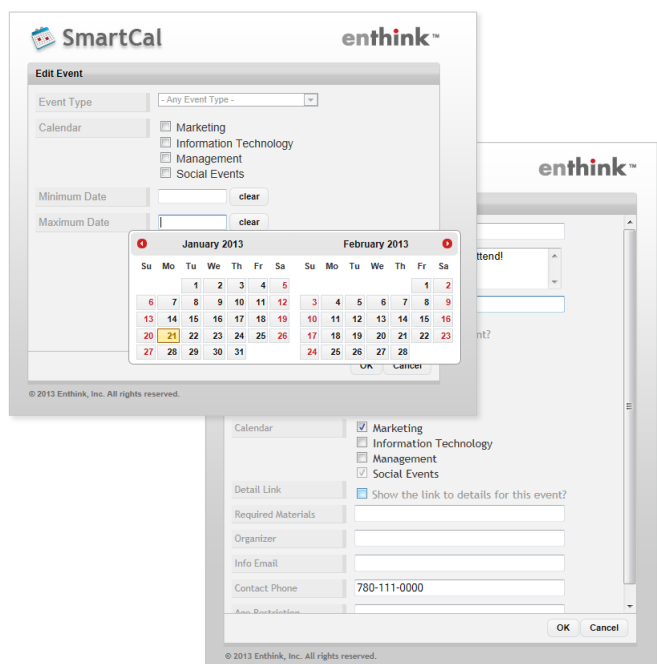 SmartCal
enthink™
Edit Event
Event Type
- Any Event Type -
Calendar
Marketing
Information Technology
Management
Social Events
Minimum Date
clear
Maximum Date
clear
January 2013
Su Mo Tu We Th Fr Sa
1 2 3 4 5
6 7 8 9 10 11 12
13 14 15 16 17 18 19
20 21 22 23 24 25 26
27 28 29 30 31
February 2013
Su Mo Tu We Th Fr Sa
1 2
3 4 5 6 7 8 9
10 11 12 13 14 15 16
17 18 19 20 21 22 23
24 25 26 27 28
OK Cancel
© 2013 Enthink, Inc. All rights reserved.
enthink™
ttend!
nt?
Calendar
Marketing
Information Technology
Management
Social Events
Detail Link
Show the link to details for this event?
Required Materials
Organizer
Info Email
Contact Phone
780-111-0000
Age Restriction
OK Cancel
© 2013 Enthink, Inc. All rights reserved.